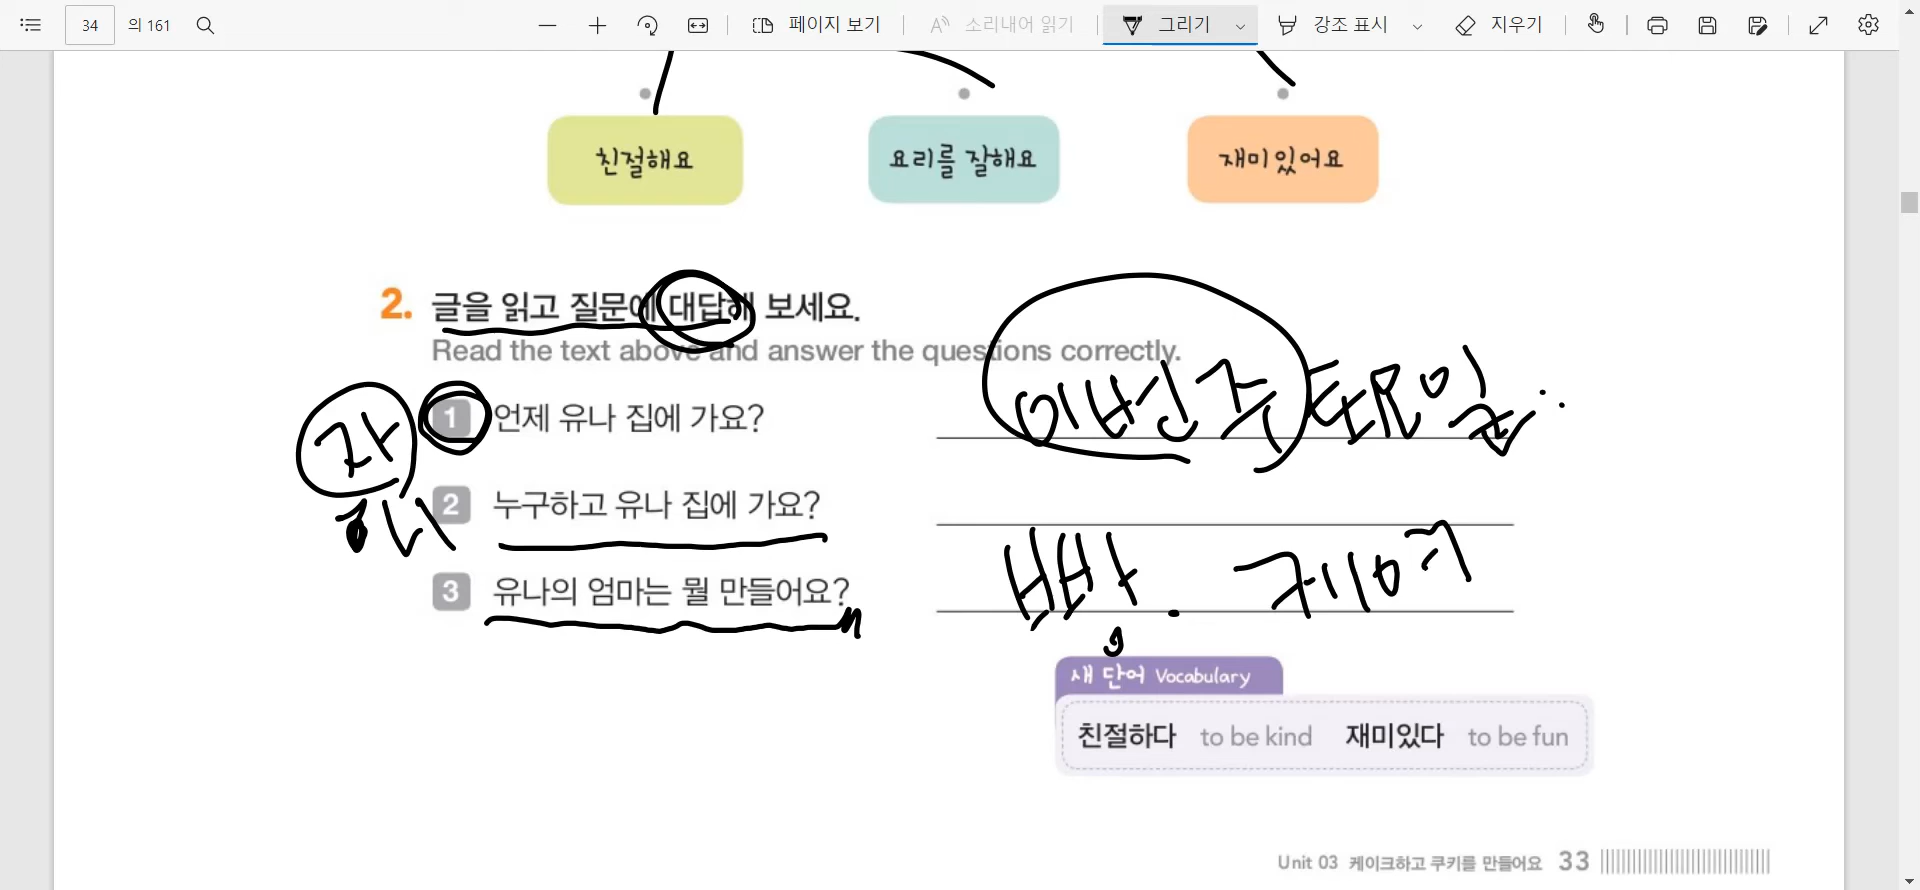 34 의 161 페이지 보기 소리내어 읽기 그리기 강조 표시 지우기
친절해요 요리를 잘해요 재미있어요
2. 글을 읽고 질문에 대답해 보세요.
Read the text above and answer the questions correctly.
1 언제 유나 집에 가요? 이번 주 토요일
2 누구하고 유나 집에 가요?
3 유나의 엄마는 뭘 만들어요?
새 단어 Vocabulary
친절하다 to be kind 재미있다 to be fun
Unit 03 케이크하고 쿠키를 만들어요 33